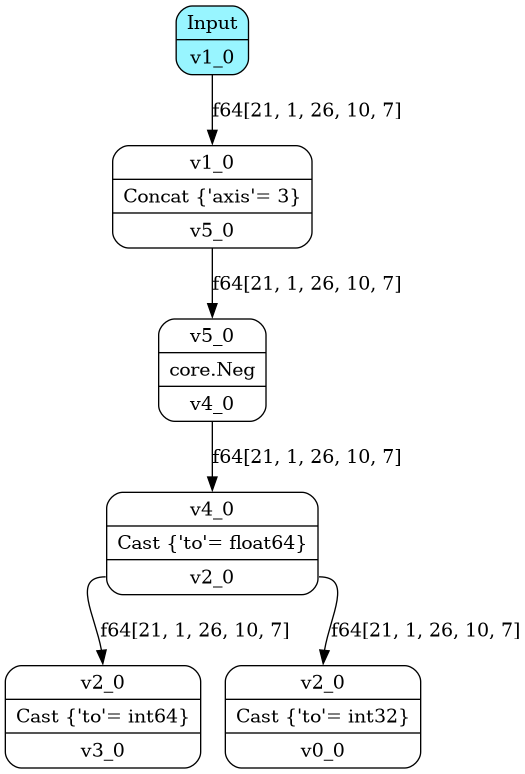 Input
v1_0
f64[21, 1, 26, 10, 7]
v1_0
Concat {'axis'= 3}
v5_0
f64[21, 1, 26, 10, 7]
v5_0
core.Neg
v4_0
f64[21, 1, 26, 10, 7]
v4_0
Cast {'to'= float64}
v2_0
f64[21, 1, 26, 10, 7]
f64[21, 1, 26, 10, 7]
v2_0
Cast {'to'= int64}
v3_0
v2_0
Cast {'to'= int32}
v0_0